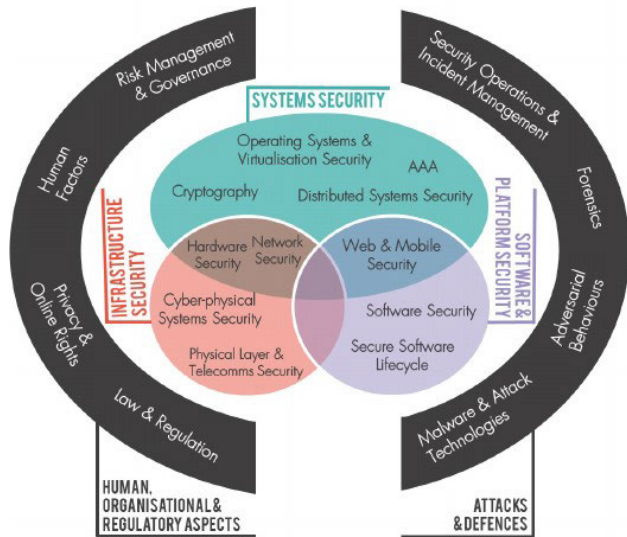 Risk Management
& Governance
Human
Factors
Privacy &
Online Rights
Law & Regulation
HUMAN,
ORGANISATIONAL &
REGULATORY ASPECTS
SYSTEMS SECURITY
Operating Systems &
Virtualisation Security
AAA
Cryptography
Distributed Systems Security
INFRASTRUCTURE
SECURITY
Hardware
Security
Network
Security
Web & Mobile
Security
Cyber-physical
Systems Security
Physical Layer &
Telecomms Security
Software Security
Secure Software
Lifecycle
SOFTWARE &
PLATFORM SECURITY
Security Operations &
Incident Management
Forensics
Adversarial
Behaviours
Malware & Attack
Technologies
ATTACKS
& DEFENCES